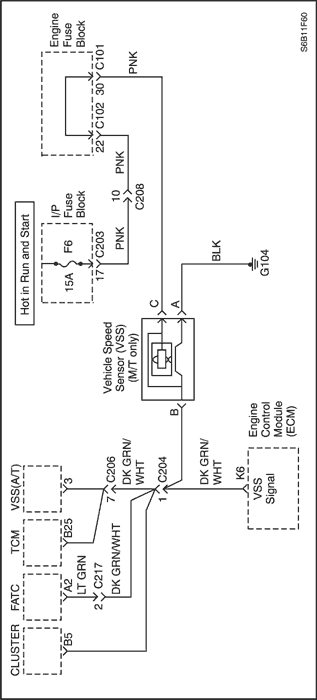 Hot in Run and Start
I/P
Fuse
Block
F6
15A
17
C203
PNK
10
C208
PNK
Engine
Fuse
Block
22
C102
30
C101
PNK
Vehicle Speed
Sensor (VSS)
(M/T only)
C
A
B
BLK
G104
CLUSTER
FATC
TCM
VSS(A/T)
B5
A2
B25
3
LT GRN
2
C217
DK GRN/WHT
7
C206
DK GRN/
WHT
1
C204
DK GRN/
WHT
K6
VSS
Signal
Engine
Control
Module
(ECM)
S6B11F60